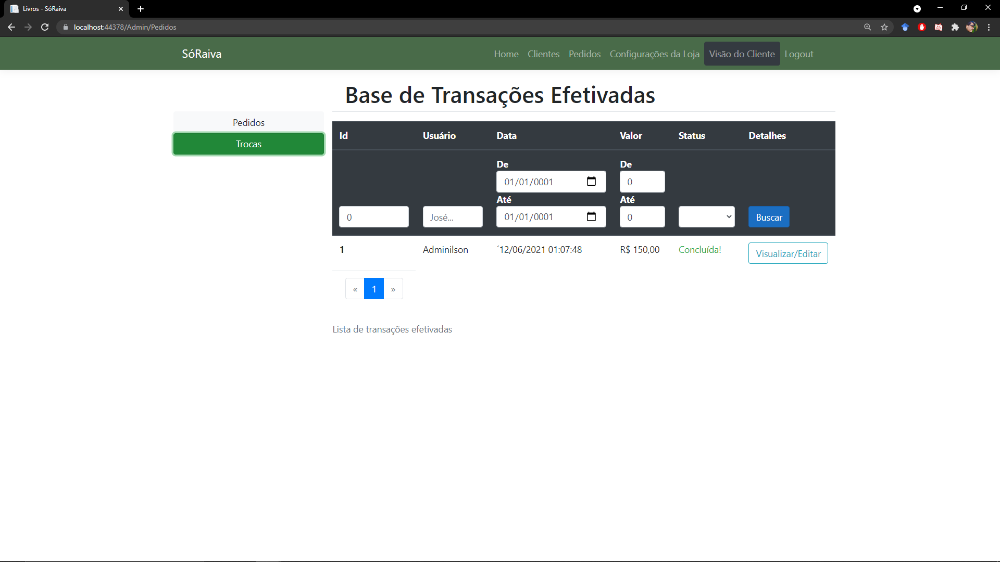 Livros - SóRaiva
localhost:44378/Admin/Pedidos
SóRaiva
Home Clientes Pedidos Configurações da Loja Visão do Cliente Logout
Base de Transações Efetivadas
Pedidos
Trocas
Id Usuário Data Valor Status Detalhes
De De
01/01/0001 0
Até Até
0 José... 01/01/0001 0 Buscar
1 Adminilson ´12/06/2021 01:07:48 R$ 150,00 Concluída! Visualizar/Editar
« 1 »
Lista de transações efetivadas